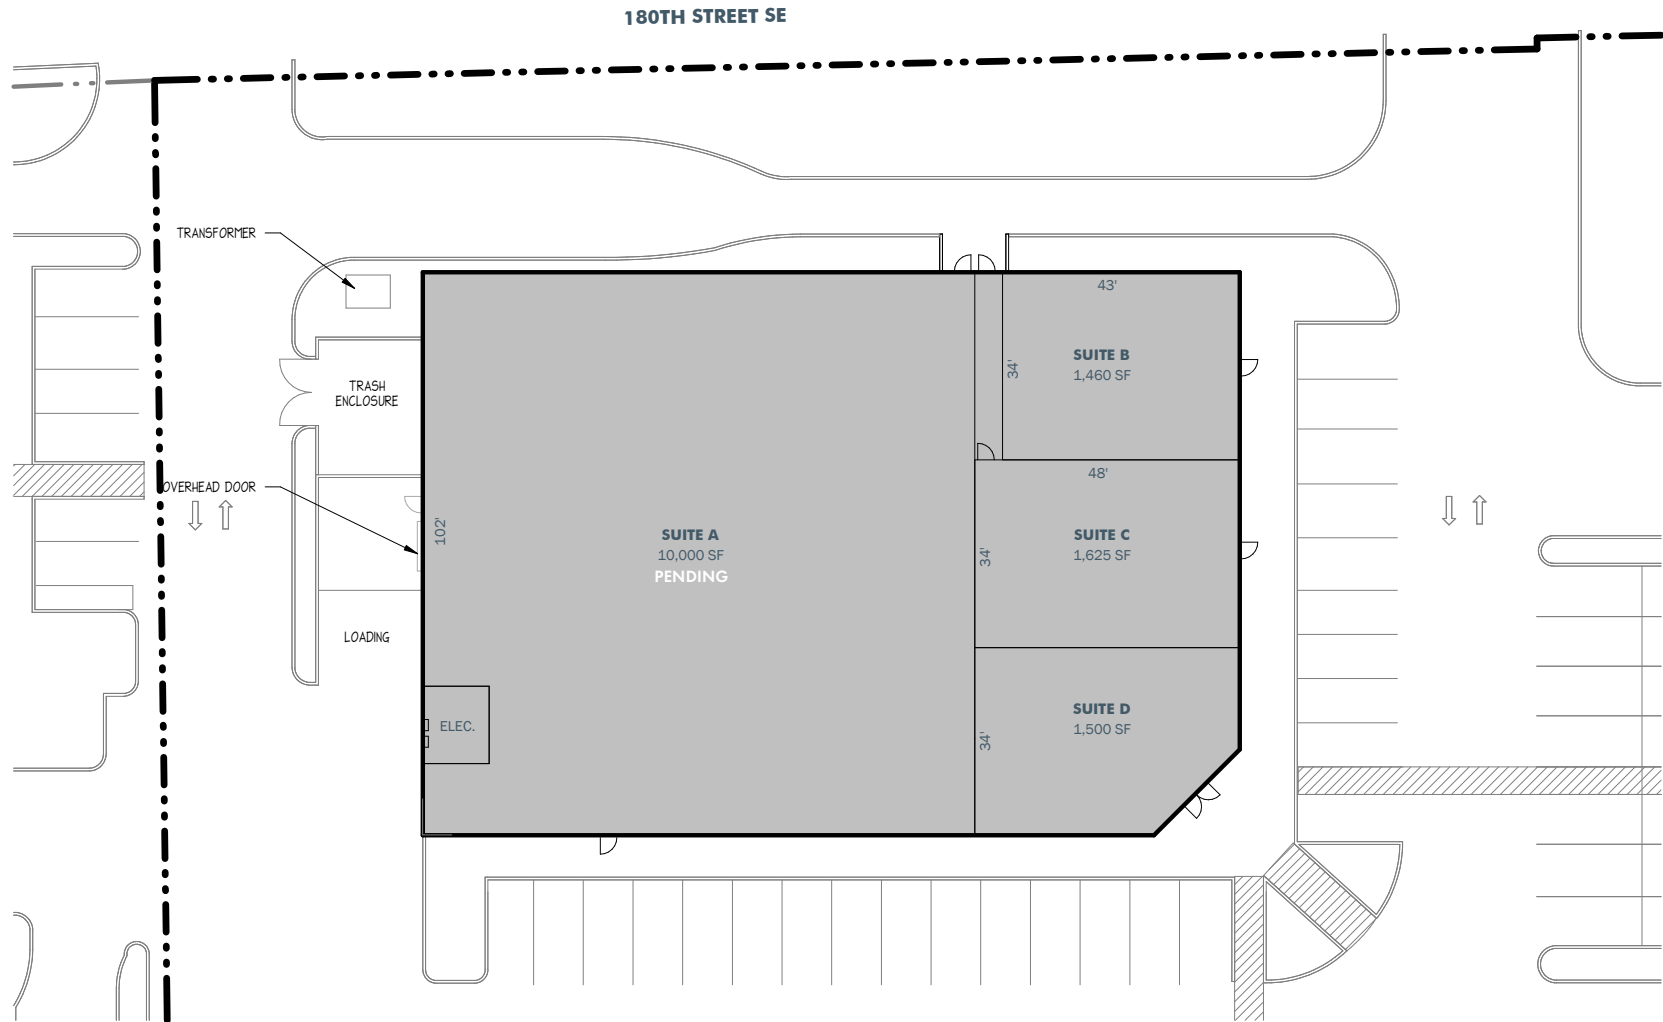 180TH STREET SE
TRANSFORMER
43'
SUITE B
1,460 SF
34'
TRASH
ENCLOSURE
48'
OVERHEAD DOOR
102'
SUITE A
10,000 SF
PENDING
SUITE C
1,625 SF
34'
LOADING
SUITE D
1,500 SF
34'
ELEC.